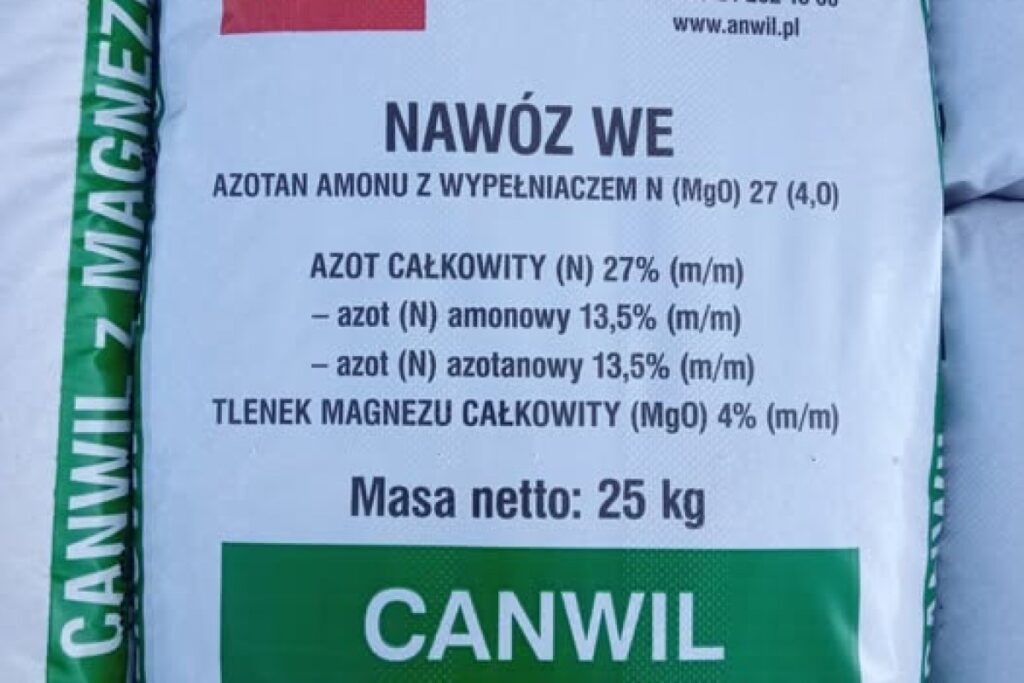 www.anwil.pl
NAWÓZ WE
AZOTAN AMONU Z WYPEŁNIACZEM N (MgO) 27 (4,0)
AZOT CAŁKOWITY (N) 27% (m/m)
– azot (N) amonowy 13,5% (m/m)
– azot (N) azotanowy 13,5% (m/m)
TLENEK MAGNEZU CAŁKOWITY (MgO) 4% (m/m)
Masa netto: 25 kg
CANWIL
CANWIL z MAGNEZ